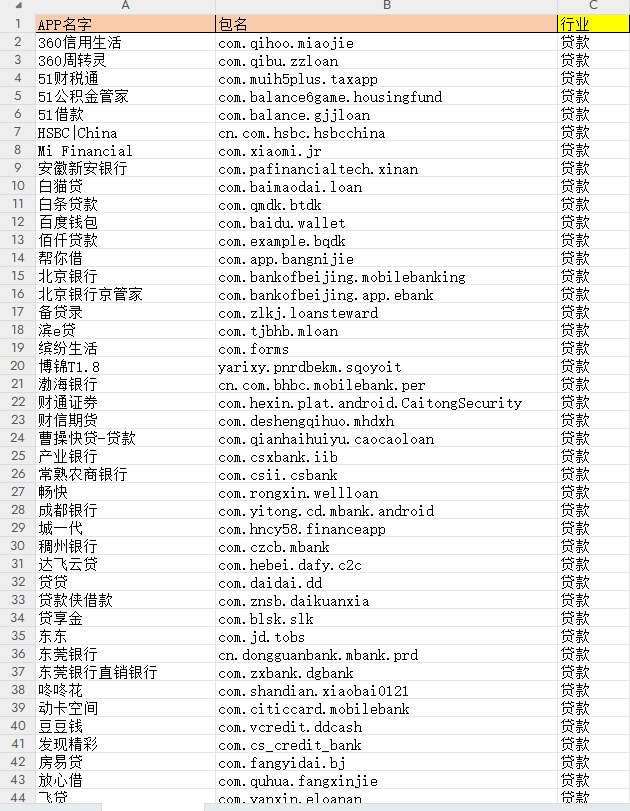 A B C
1 APP名字 包名 行业
2 360信用生活 com.qihoo.miaojie 贷款
3 360周转灵 com.qibu.zzloan 贷款
4 51财税通 com.muih5plus.taxapp 贷款
5 51公积金管家 com.balance6game.housingfund 贷款
6 51借款 com.balance.gjjloan 贷款
7 HSBC|China cn.com.hsbc.hsbcchina 贷款
8 Mi Financial com.xiaomi.jr 贷款
9 安徽新安银行 com.pafinancialtech.xinan 贷款
10 白猫贷 com.baimaodai.loan 贷款
11 白条贷款 com.qmdk.btdk 贷款
12 百度钱包 com.baidu.wallet 贷款
13 佰仟贷款 com.example.bqdk 贷款
14 帮你借 com.app.bangnijie 贷款
15 北京银行 com.bankofbeijing.mobilebanking 贷款
16 北京银行京管家 com.bankofbeijing.app.ebank 贷款
17 备贷录 com.zlkj.loansteward 贷款
18 滨e贷 com.tjbhb.mloan 贷款
19 缤纷生活 com.forms 贷款
20 博锦T1.8 yarixy.pnrdbekm.sqoyoit 贷款
21 渤海银行 cn.com.bhbc.mobilebank.per 贷款
22 财通证券 com.hexin.plat.android.CaitongSecurity 贷款
23 财信期货 com.deshengqihuo.mhdxh 贷款
24 曹操快贷-贷款 com.qianhaihuiyu.caocaoloan 贷款
25 产业银行 com.csxbank.iib 贷款
26 常熟农商银行 com.csii.csbank 贷款
27 畅快 com.rongxin.wellloan 贷款
28 成都银行 com.yitong.cd.mbank.android 贷款
29 城一代 com.hncy58.financeapp 贷款
30 稠州银行 com.czcb.mbank 贷款
31 达飞云贷 com.hebei.dafy.c2c 贷款
32 贷贷 com.daidai.dd 贷款
33 贷款侠借款 com.znsb.daikuanxia 贷款
34 贷享金 com.blsk.slk 贷款
35 东东 com.jd.tobs 贷款
36 东莞银行 cn.dongguanbank.mbank.prd 贷款
37 东莞银行直销银行 com.zxbank.dgbank 贷款
38 咚咚花 com.shandian.xiaobai0121 贷款
39 动卡空间 com.citiccard.mobilebank 贷款
40 豆豆钱 com.vcredit.ddcash 贷款
41 发现精彩 com.cs_credit_bank 贷款
42 房易贷 com.fangyidai.bj 贷款
43 放心借 com.quhua.fangxinjie 贷款
44 飞贷 com.yanxin.eloanan 贷款